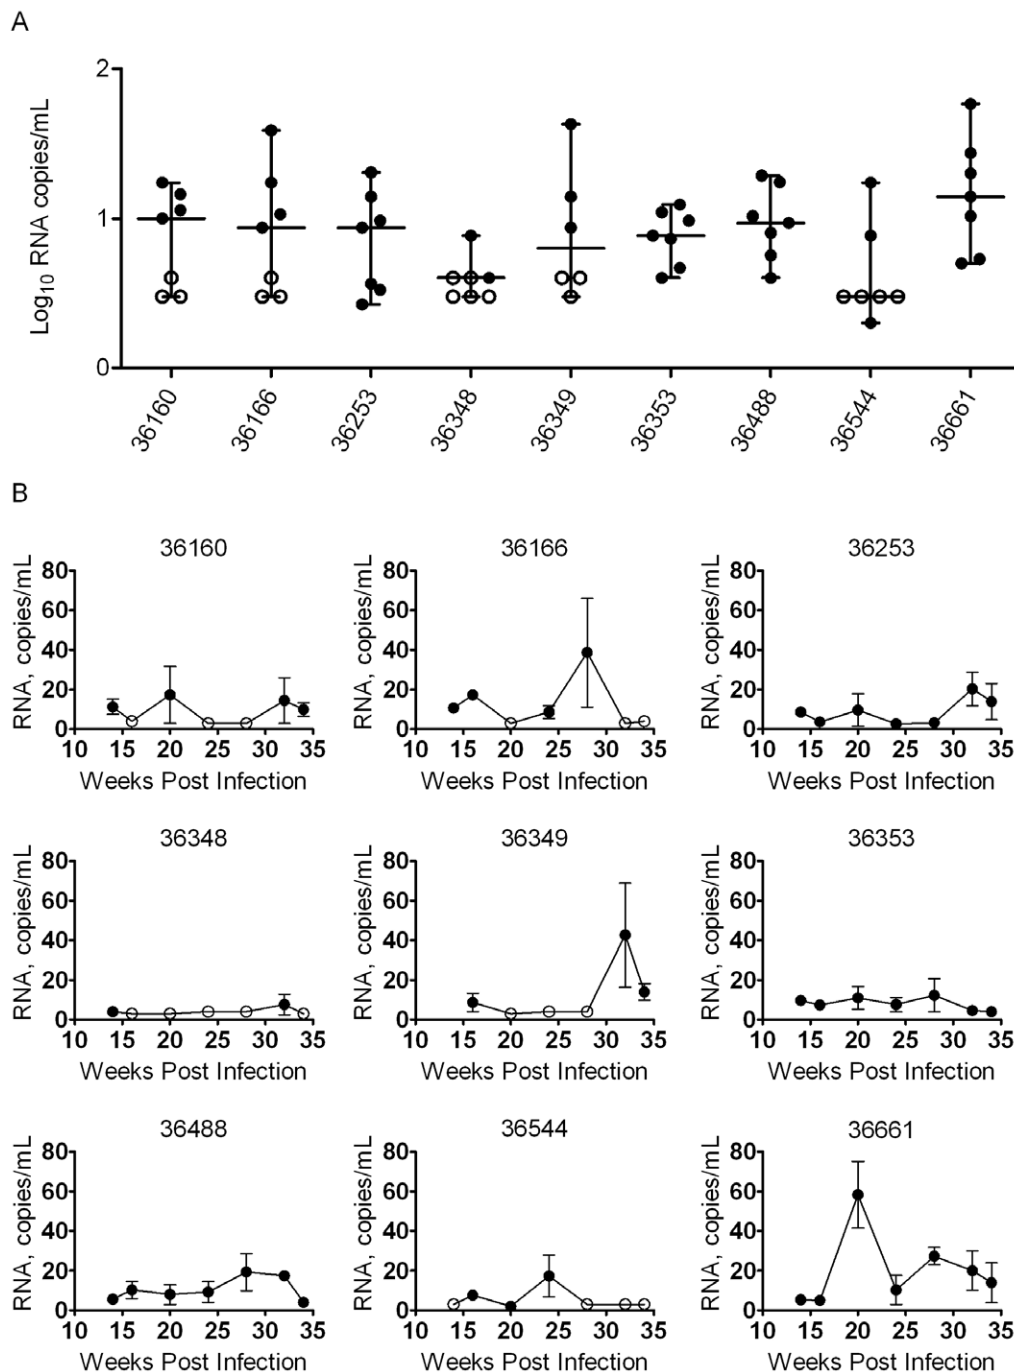 A
Log10 RNA copies/mL
2
1
0
36160 36166 36253 36348 36349 36353 36488 36544 36661
B
36160 36166 36253
RNA, copies/mL RNA, copies/mL RNA, copies/mL
80 80 80
60 60 60
40 40 40
20 20 20
0 0 0
10 15 20 25 30 35 10 15 20 25 30 35 10 15 20 25 30 35
Weeks Post Infection Weeks Post Infection Weeks Post Infection
36348 36349 36353
RNA, copies/mL RNA, copies/mL RNA, copies/mL
80 80 80
60 60 60
40 40 40
20 20 20
0 0 0
10 15 20 25 30 35 10 15 20 25 30 35 10 15 20 25 30 35
Weeks Post Infection Weeks Post Infection Weeks Post Infection
36488 36544 36661
RNA, copies/mL RNA, copies/mL RNA, copies/mL
80 80 80
60 60 60
40 40 40
20 20 20
0 0 0
10 15 20 25 30 35 10 15 20 25 30 35 10 15 20 25 30 35
Weeks Post Infection Weeks Post Infection Weeks Post Infection